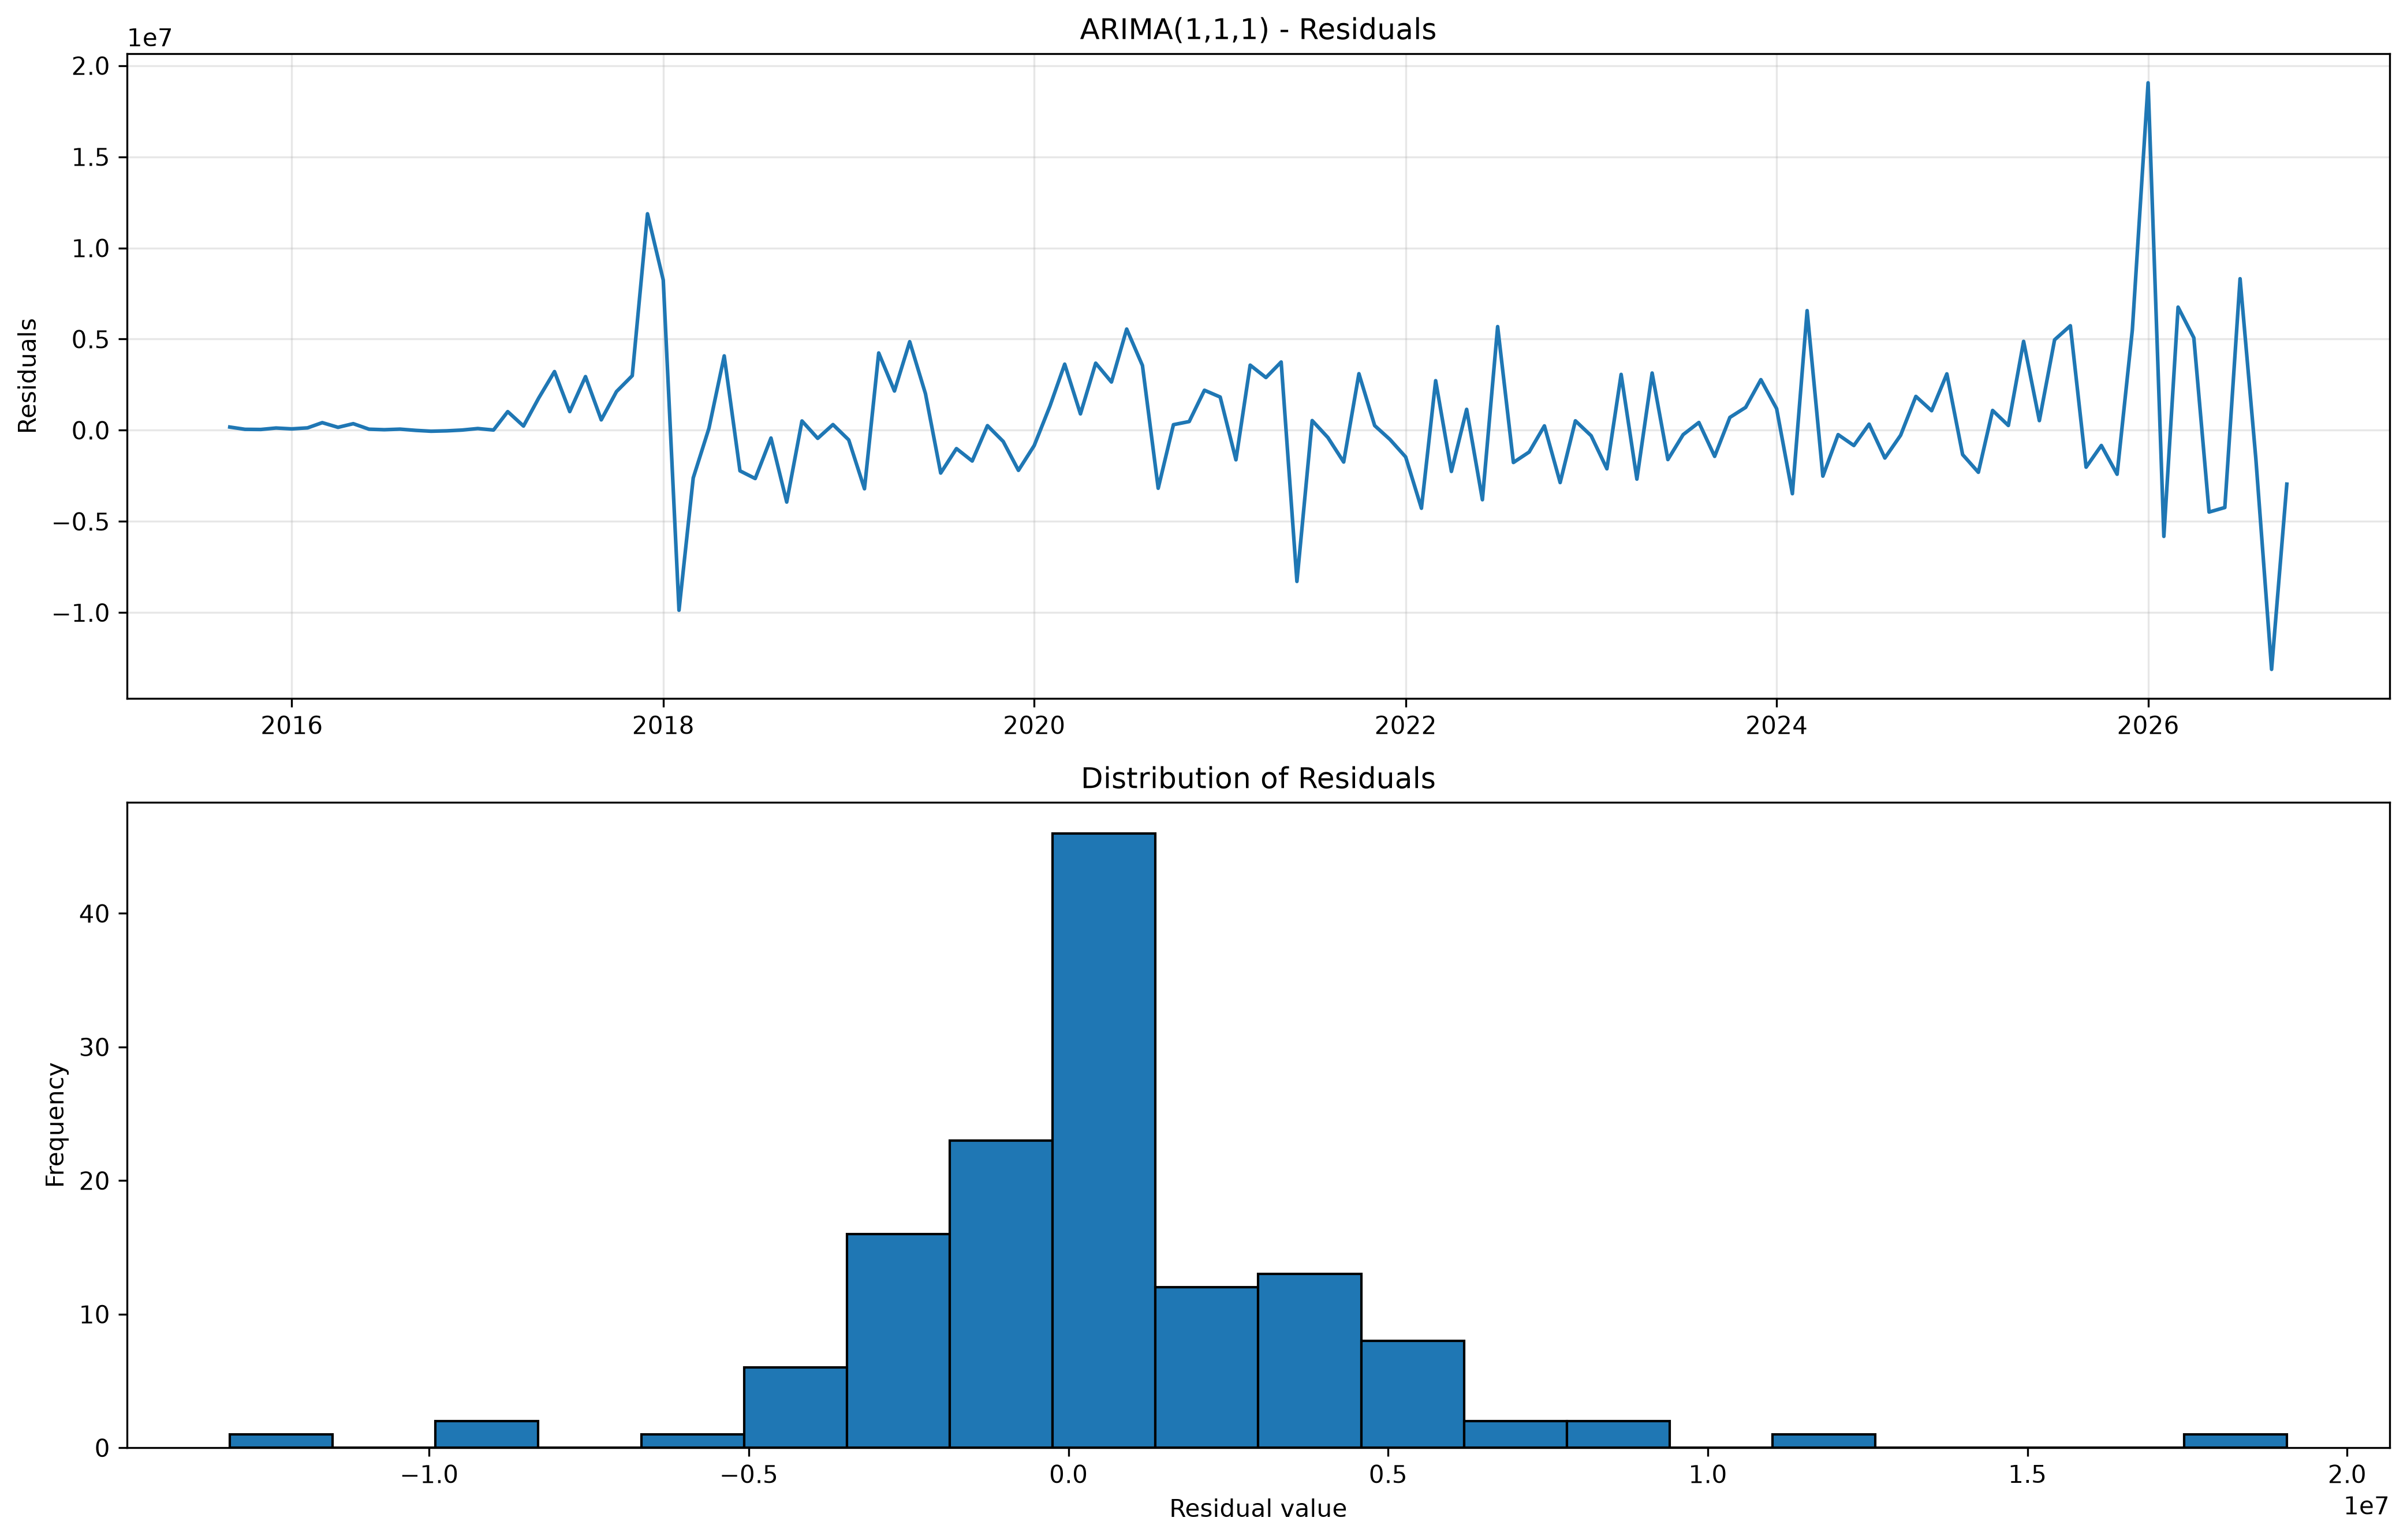 ARIMA(1,1,1) - Residuals
1e7
2.0
1.5
1.0
0.5
0.0
−0.5
−1.0
Residuals
2016 2018 2020 2022 2024 2026
Distribution of Residuals
40
30
20
10
0
Frequency
−1.0 −0.5 0.0 0.5 1.0 1.5 2.0
1e7
Residual value